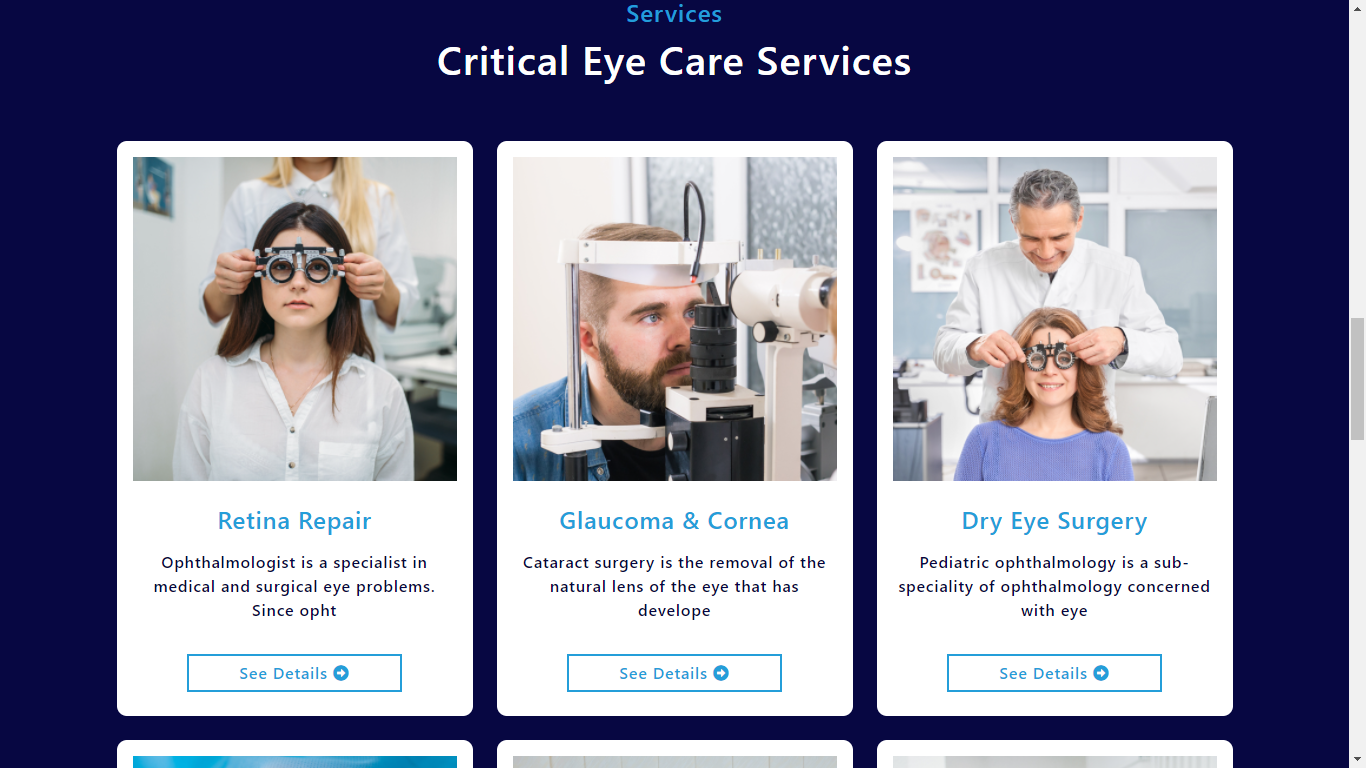 Services
Critical Eye Care Services
Retina Repair
Ophthalmologist is a specialist in
medical and surgical eye problems.
Since opht
See Details
Glaucoma & Cornea
Cataract surgery is the removal of the
natural lens of the eye that has
develope
See Details
Dry Eye Surgery
Pediatric ophthalmology is a sub-
speciality of ophthalmology concerned
with eye
See Details